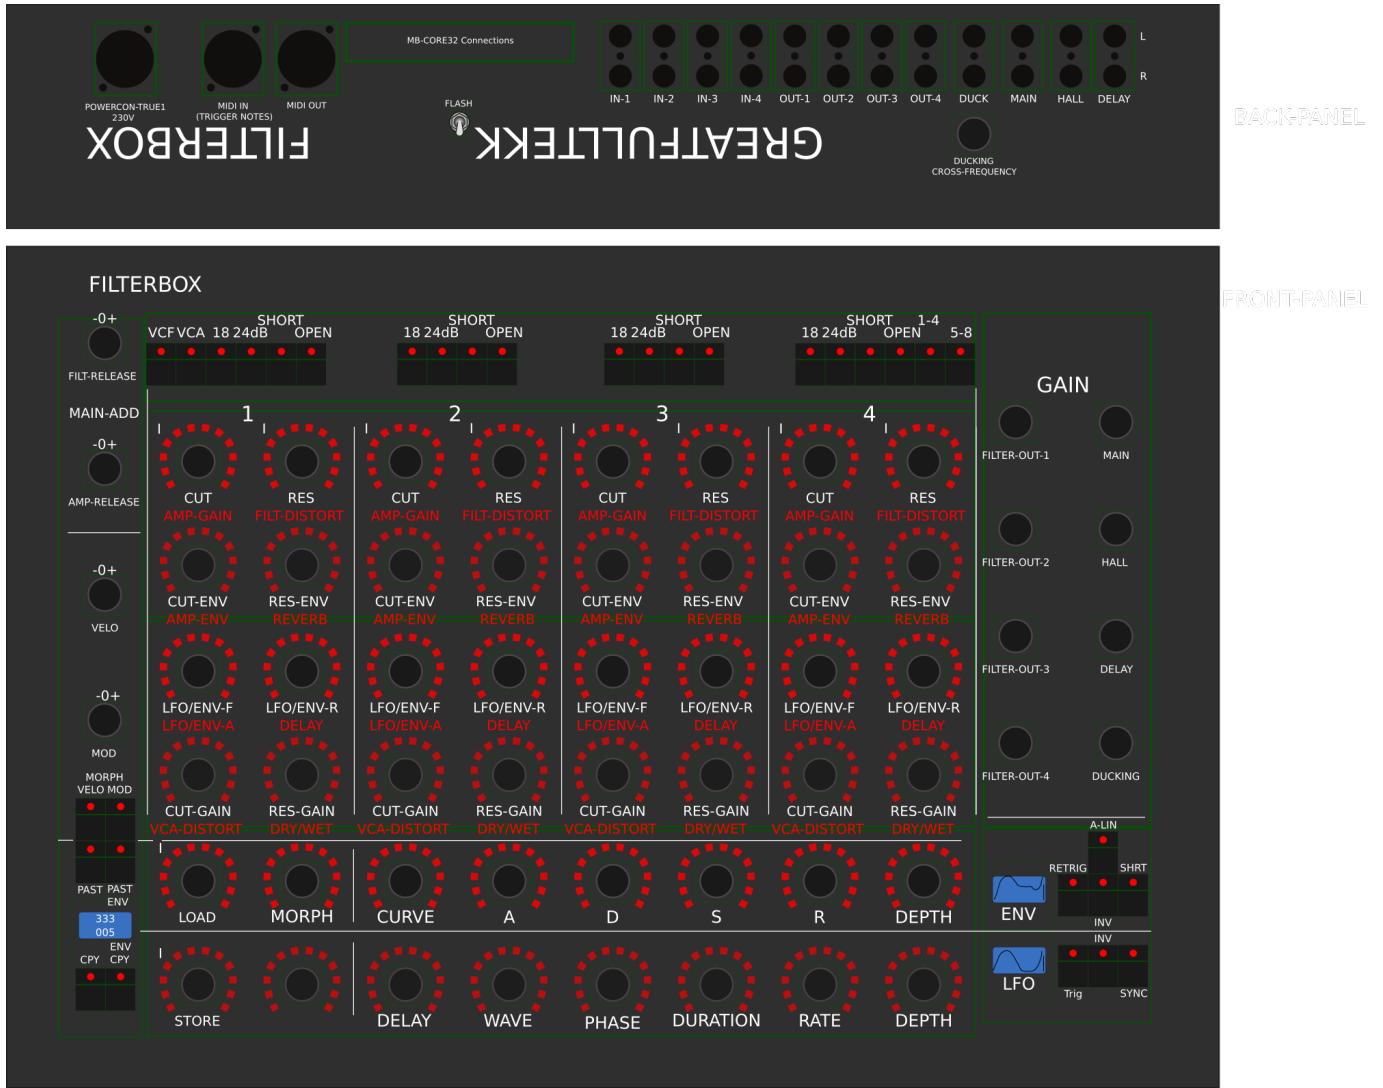 MB-CORE32 Connections
L
R
POWERCON-TRUE1
230V
MIDI IN
(TRIGGER NOTES)
MIDI OUT
FLASH
IN-1 IN-2 IN-3 IN-4 OUT-1 OUT-2 OUT-3 OUT-4 DUCK MAIN HALL DELAY
FILTERBOX
GREATFULLTEKK
DUCKING
CROSS-FREQUENCY
BACK-PANEL
FRONT-PANEL
FILTERBOX
-0+
FILT-RELEASE
MAIN-ADD
-0+
AMP-RELEASE
-0+
VELO
-0+
MOD
MORPH
VELO MOD
PAST PAST
ENV
333
005
ENV
CPY CPY
SHORT SHORT SHORT SHORT 1-4
VCF VCA 18 24dB OPEN 18 24dB OPEN 18 24dB OPEN 18 24dB OPEN 5-8
1 2 3 4
CUT RES CUT RES CUT RES CUT RES
AMP-GAIN FILT-DISTORT AMP-GAIN FILT-DISTORT AMP-GAIN FILT-DISTORT AMP-GAIN FILT-DISTORT
CUT-ENV RES-ENV CUT-ENV RES-ENV CUT-ENV RES-ENV CUT-ENV RES-ENV
AMP-ENV REVERB AMP-ENV REVERB AMP-ENV REVERB AMP-ENV REVERB
LFO/ENV-F LFO/ENV-R LFO/ENV-F LFO/ENV-R LFO/ENV-F LFO/ENV-R LFO/ENV-F LFO/ENV-R
LFO/ENV-A DELAY LFO/ENV-A DELAY LFO/ENV-A DELAY LFO/ENV-A DELAY
CUT-GAIN RES-GAIN CUT-GAIN RES-GAIN CUT-GAIN RES-GAIN CUT-GAIN RES-GAIN
VCA-DISTORT DRY/WET VCA-DISTORT DRY/WET VCA-DISTORT DRY/WET VCA-DISTORT DRY/WET
LOAD MORPH CURVE A D S R DEPTH
STORE DELAY WAVE PHASE DURATION RATE DEPTH
GAIN
FILTER-OUT-1 MAIN
FILTER-OUT-2 HALL
FILTER-OUT-3 DELAY
FILTER-OUT-4 DUCKING
A-LIN
RETRIG SHRT
ENV
INV
INV
LFO
Trig SYNC